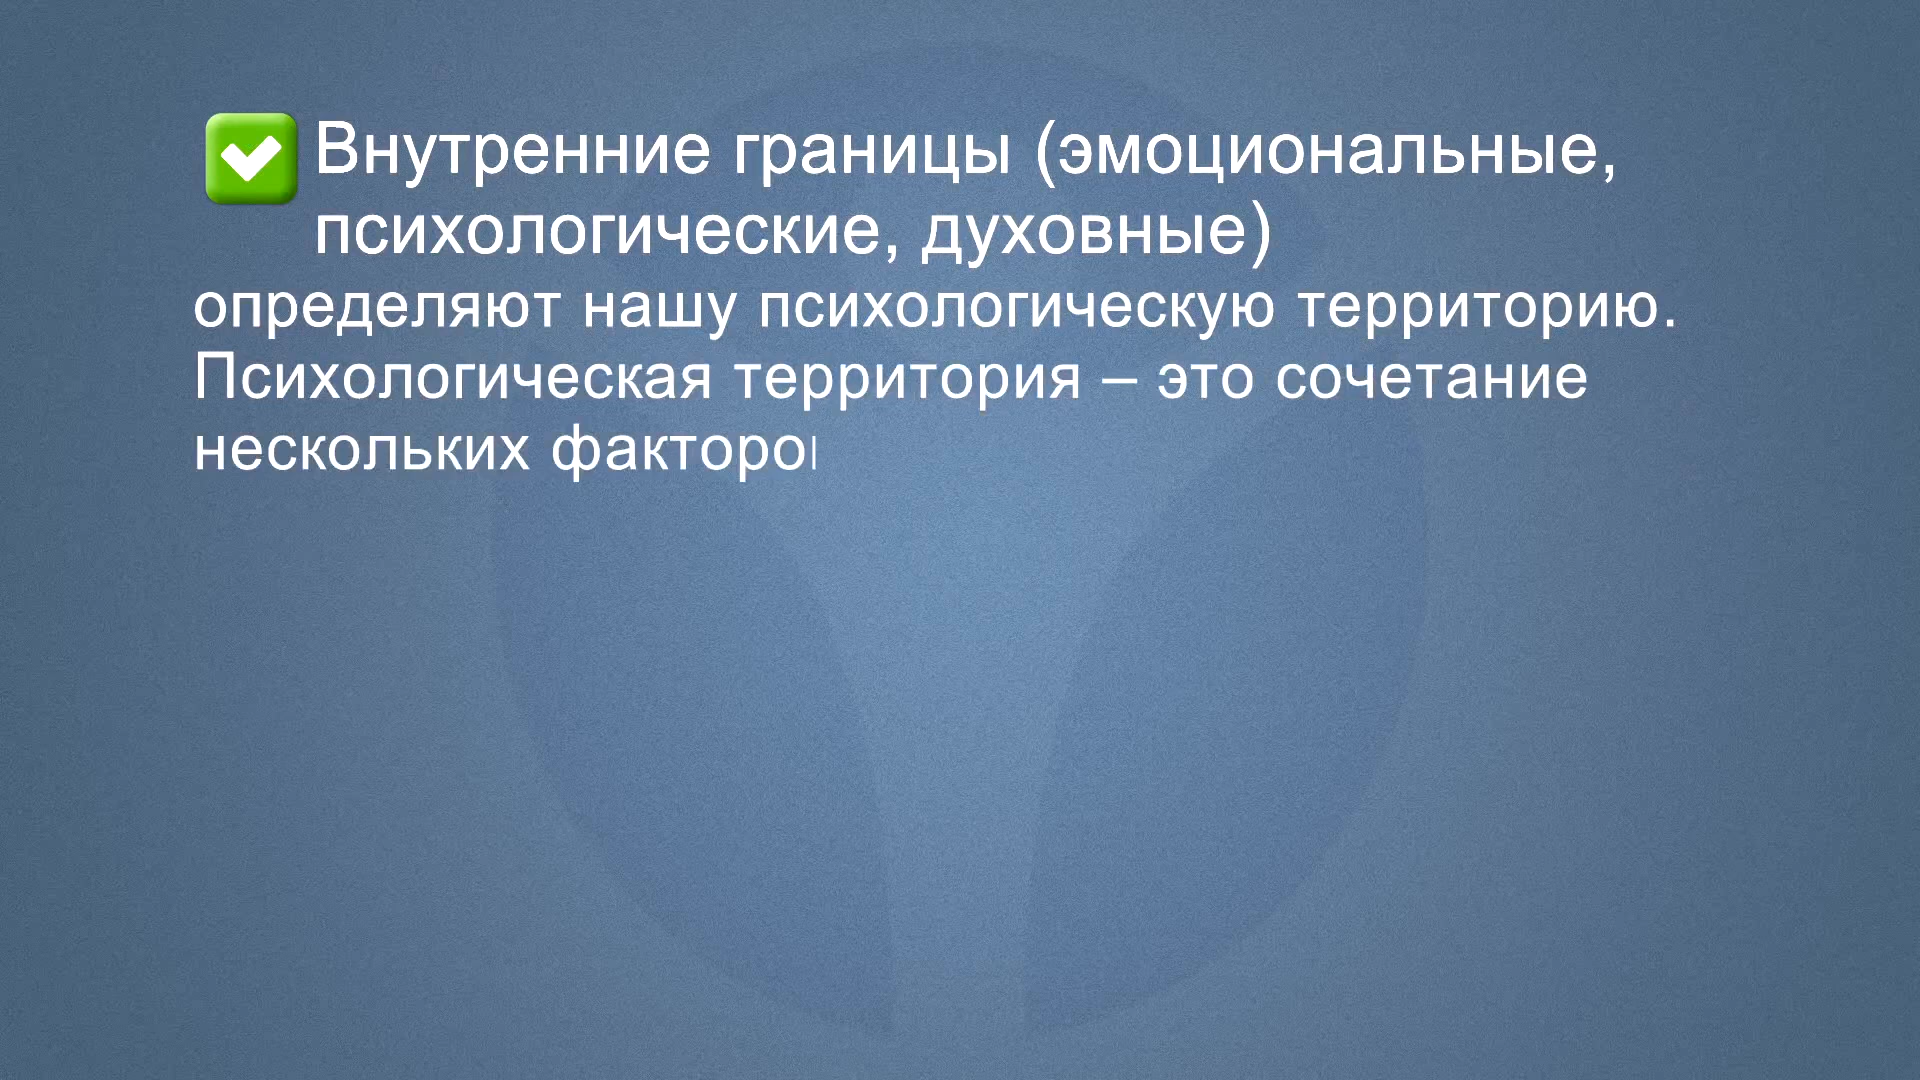 Внутренние границы (эмоциональные,
психологические, духовные)
определяют нашу психологическую территорию.
Психологическая территория – это сочетание
нескольких